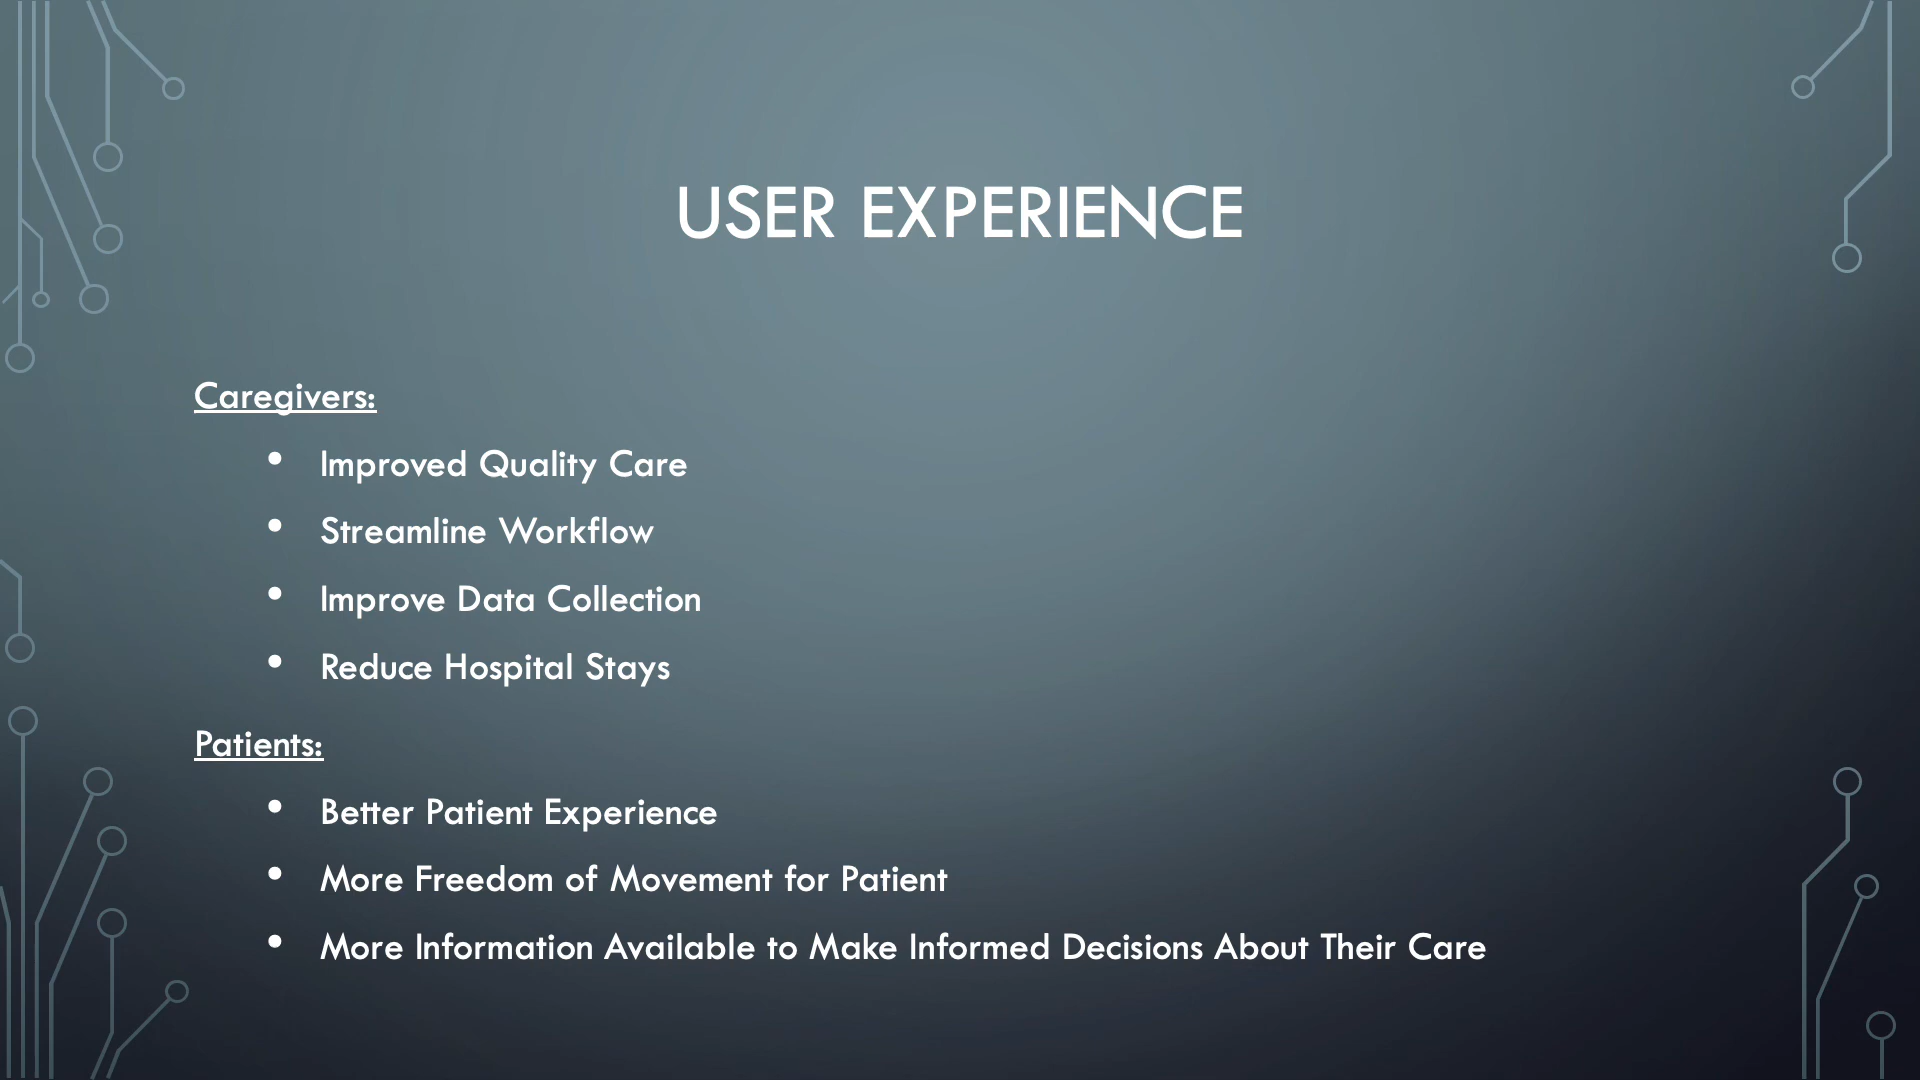 USER EXPERIENCE
Caregivers:
• Improved Quality Care
• Streamline Workflow
• Improve Data Collection
• Reduce Hospital Stays
Patients:
• Better Patient Experience
• More Freedom of Movement for Patient
• More Information Available to Make Informed Decisions About Their Care